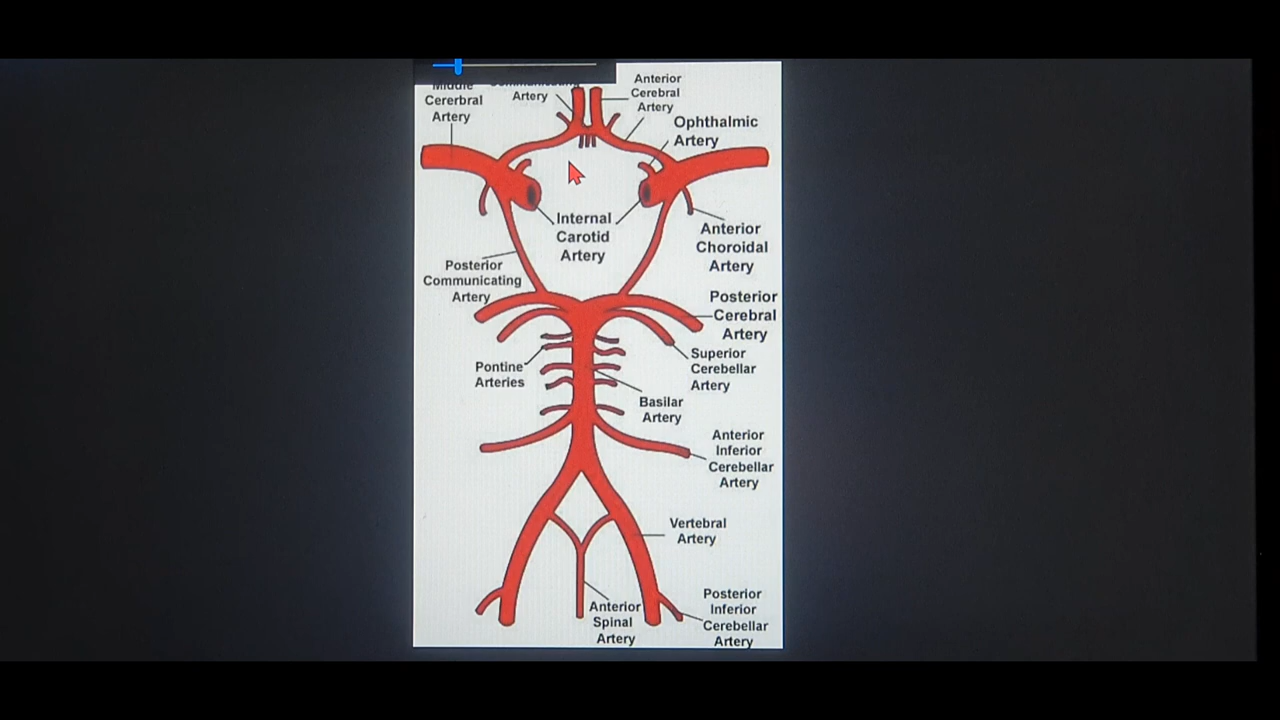 Middle
Cererbral
Artery
Communicating
Artery
Anterior
Cerebral
Artery
Ophthalmic
Artery
Internal
Carotid
Artery
Anterior
Choroidal
Artery
Posterior
Communicating
Artery
Posterior
Cerebral
Artery
Superior
Cerebellar
Artery
Pontine
Arteries
Basilar
Artery
Anterior
Inferior
Cerebellar
Artery
Vertebral
Artery
Anterior
Spinal
Artery
Posterior
Inferior
Cerebellar
Artery